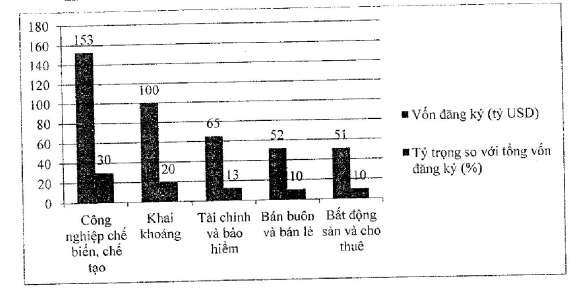 180
160
140
120
100
80
60
40
20
0
153
30
100
20
65
13
52
10
51
10
Công nghiệp chế biến, chế tạo
Khai khoáng
Tài chính và bảo hiểm
Bán buôn và bán lẻ
Bất động sản và cho thuê
Vốn đăng ký (tỷ USD)
Tỷ trọng so với tổng vốn
đăng ký (%)